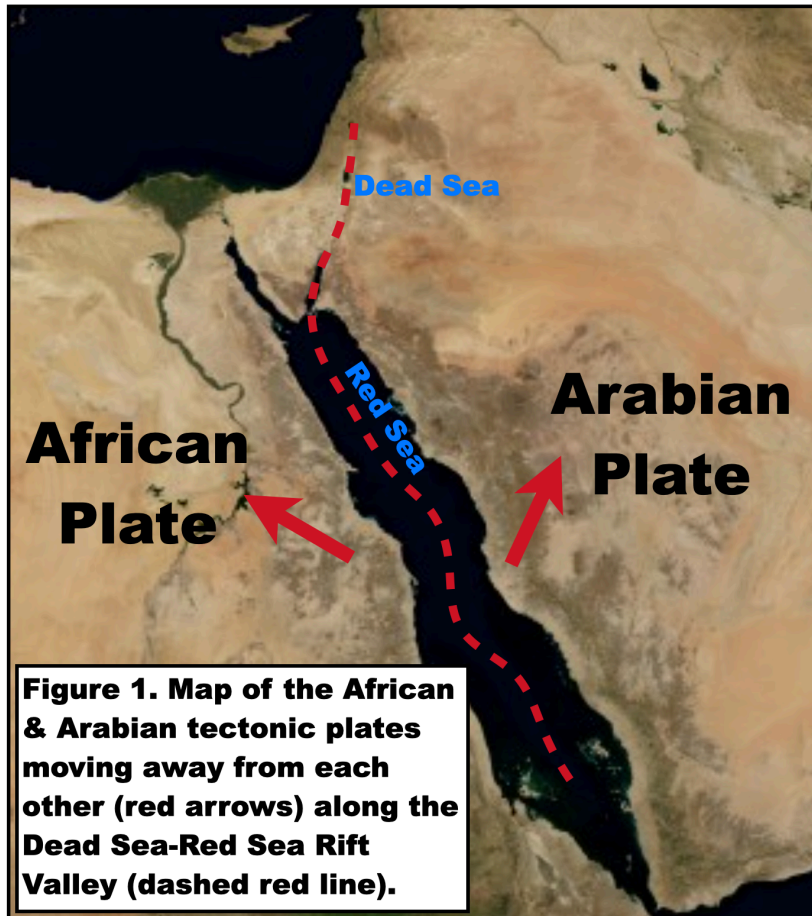 Dead Sea
Red Sea
Arabian
Plate
African
Plate
Figure 1. Map of the African
& Arabian tectonic plates
moving away from each
other (red arrows) along the
Dead Sea-Red Sea Rift
Valley (dashed red line).